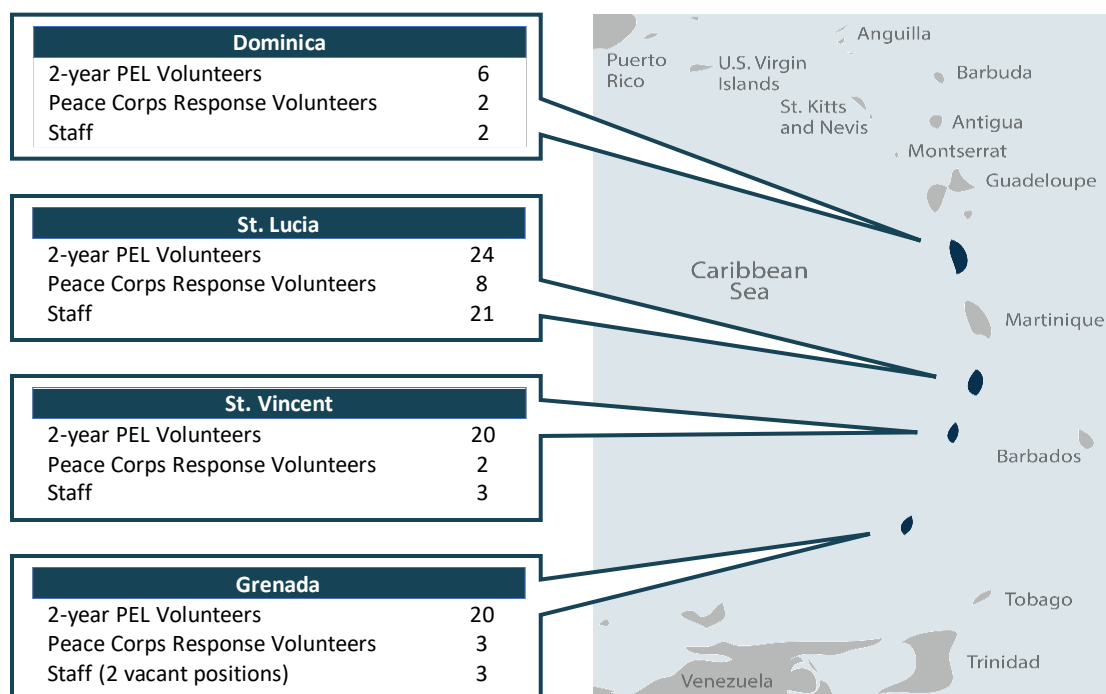 Dominica
2-year PEL Volunteers 6
Peace Corps Response Volunteers 2
Staff 2
St. Lucia
2-year PEL Volunteers 24
Peace Corps Response Volunteers 8
Staff 21
St. Vincent
2-year PEL Volunteers 20
Peace Corps Response Volunteers 2
Staff 3
Grenada
2-year PEL Volunteers 20
Peace Corps Response Volunteers 3
Staff (2 vacant positions) 3
Anguilla
Puerto
Rico
U.S. Virgin
Islands
Barbuda
St. Kitts
and Nevis
Antigua
Montserrat
Guadeloupe
Caribbean
Sea
Martinique
Barbados
Tobago
Trinidad
Venezuela